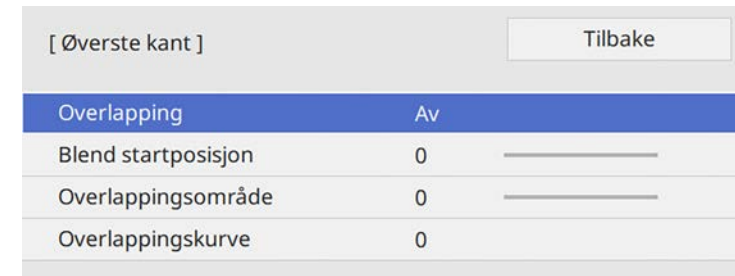 [ Øverste kant ] Tilbake
Overlapping Av
Blend startposisjon 0
Overlappingsområde 0
Overlappingskurve 0